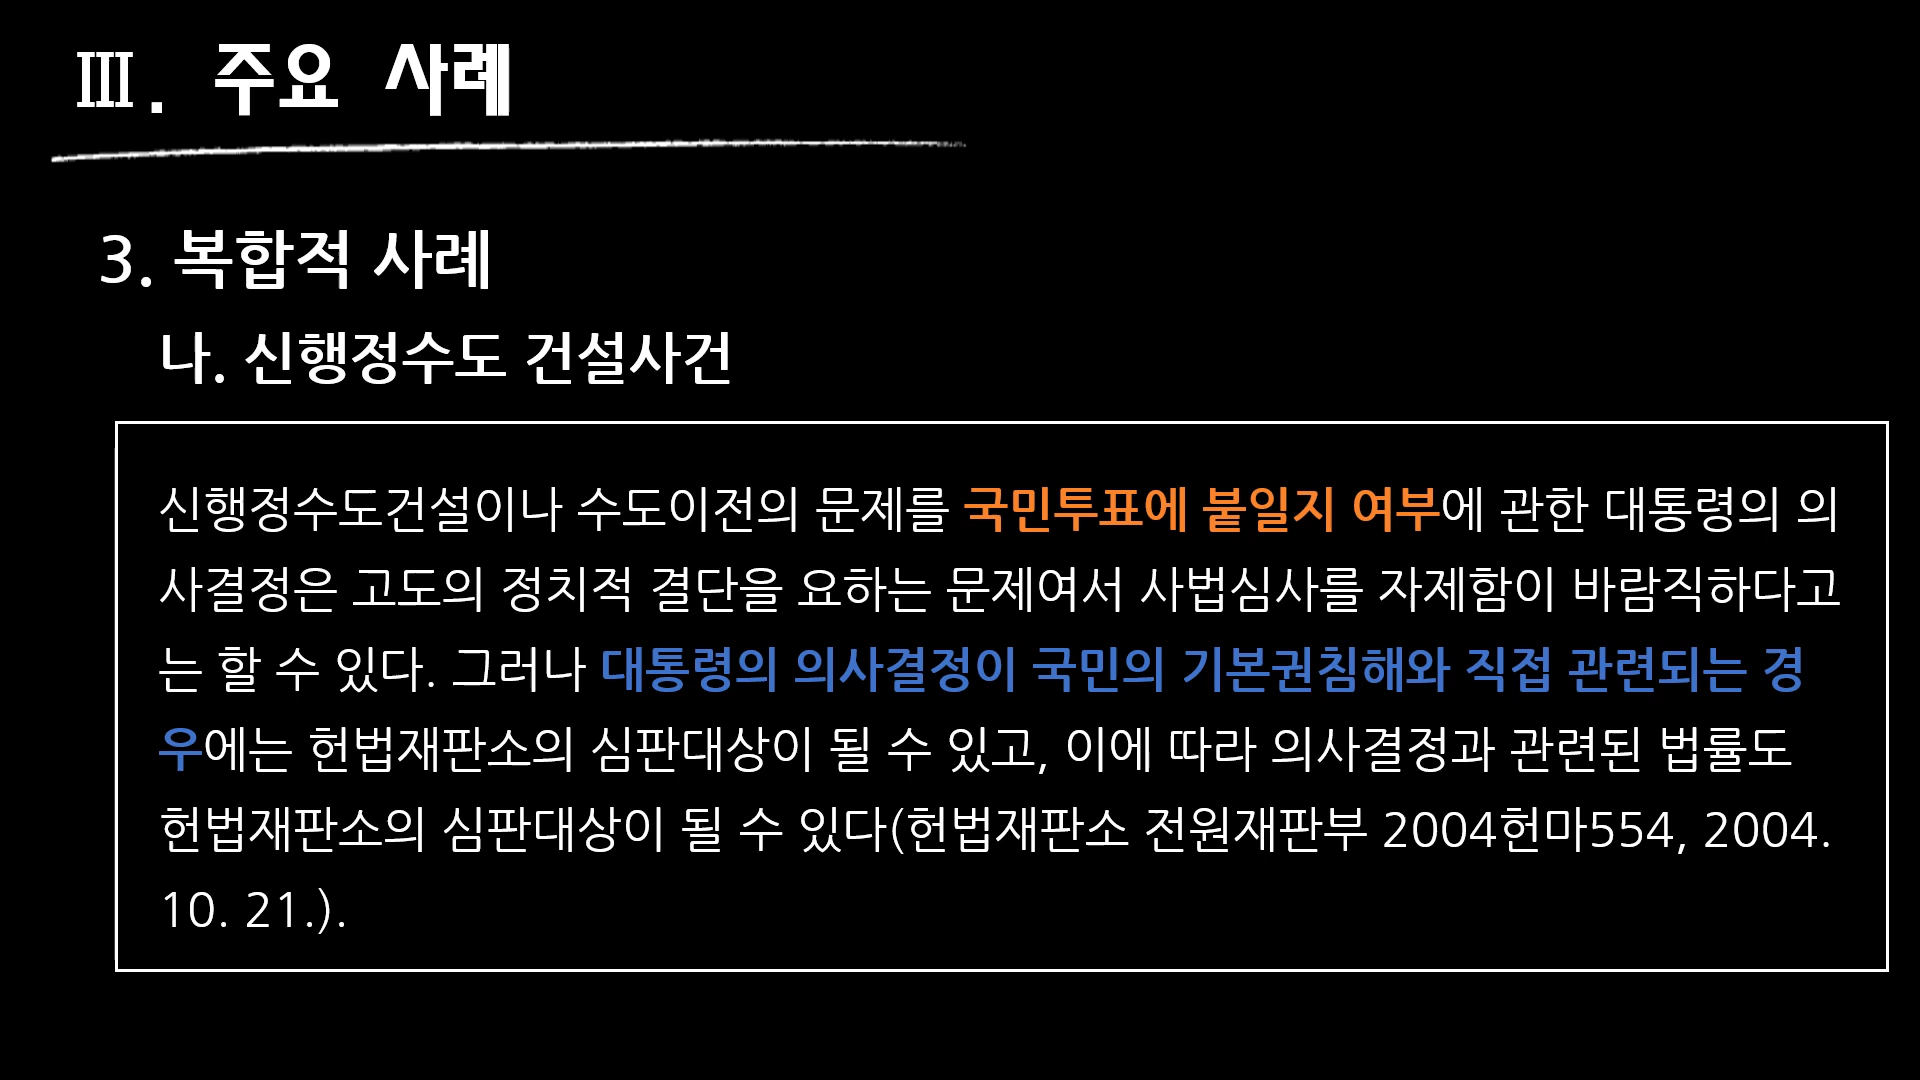 Ⅲ. 주요 사례
3. 복합적 사례
나. 신행정수도 건설사건
신행정수도건설이나 수도이전의 문제를 국민투표에 붙일지 여부에 관한 대통령의 의
사결정은 고도의 정치적 결단을 요하는 문제여서 사법심사를 자제함이 바람직하다고
는 할 수 있다. 그러나 대통령의 의사결정이 국민의 기본권침해와 직접 관련되는 경
우에는 헌법재판소의 심판대상이 될 수 있고, 이에 따라 의사결정과 관련된 법률도
헌법재판소의 심판대상이 될 수 있다(헌법재판소 전원재판부 2004헌마554, 2004.
10. 21.).